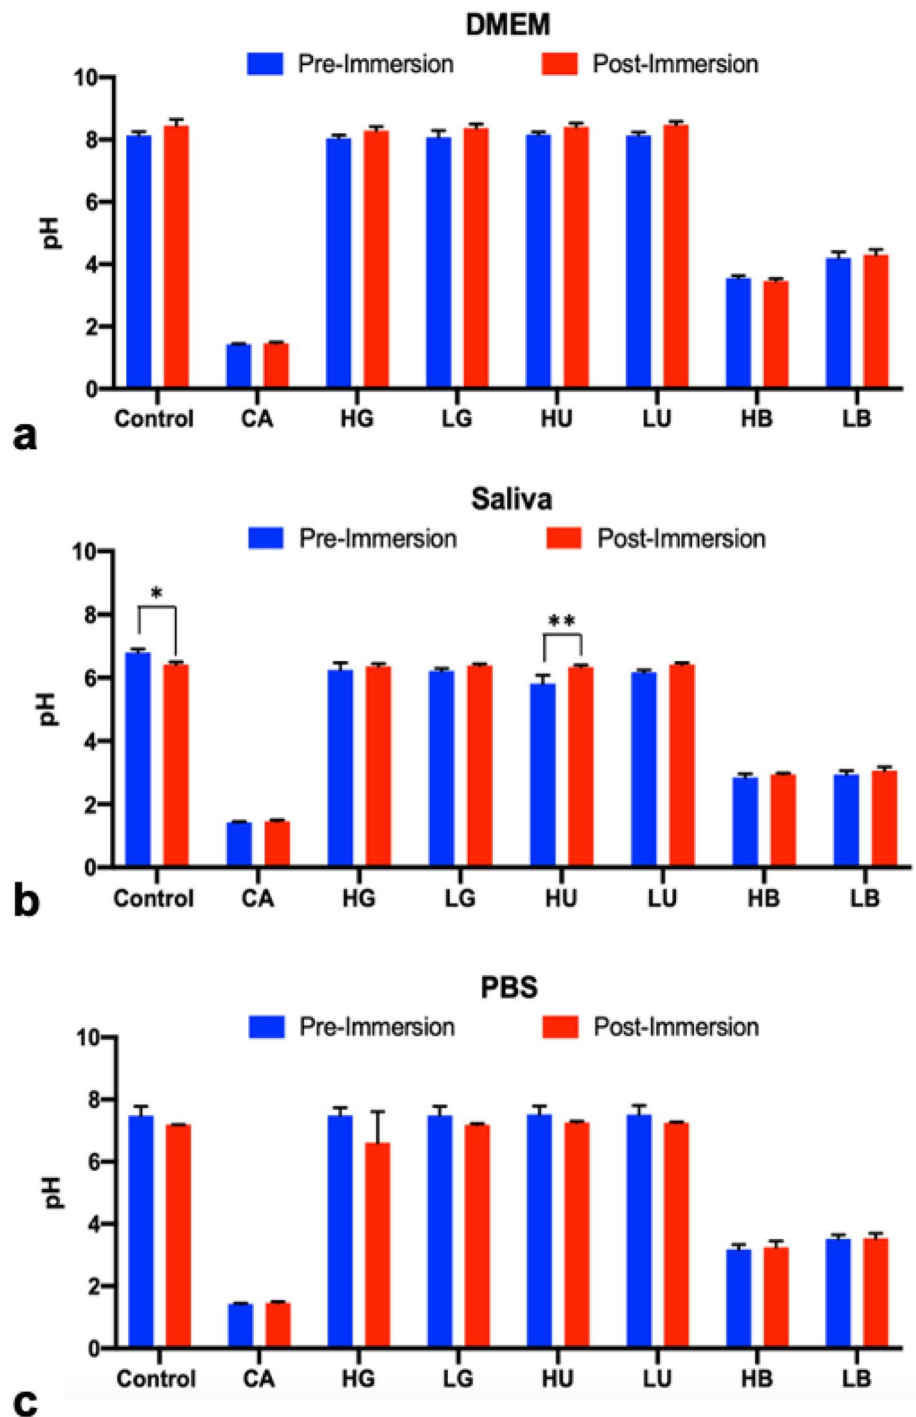 DMEM
Pre-Immersion Post-Immersion
10
8
6
4
2
0
pH
Control CA HG LG HU LU HB LB
a
Saliva
Pre-Immersion Post-Immersion
10
8
6
4
2
0
pH
*
**
Control CA HG LG HU LU HB LB
b
PBS
Pre-Immersion Post-Immersion
10
8
6
4
2
0
pH
Control CA HG LG HU LU HB LB
c